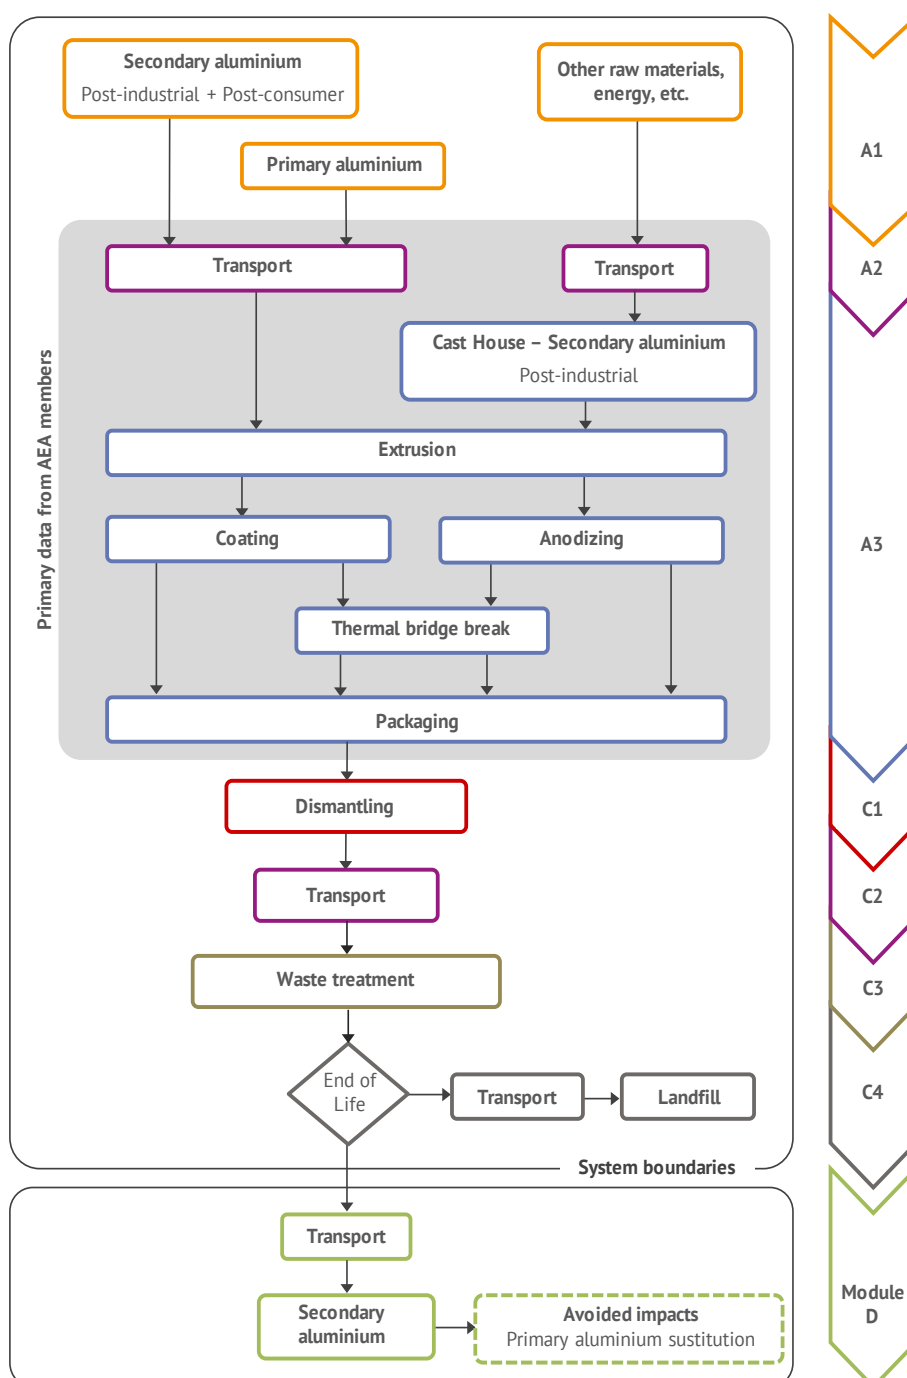 Secondary aluminium
Post-industrial + Post-consumer
Other raw materials,
energy, etc.
Primary aluminium
A1
Transport
Transport
A2
Cast House – Secondary aluminium
Post-industrial
Primary data from AEA members
Extrusion
Coating
Anodizing
A3
Thermal bridge break
Packaging
Dismantling
C1
Transport
C2
Waste treatment
C3
End of
Life
Transport
Landfill
C4
System boundaries
Transport
Secondary
aluminium
Avoided impacts
Primary aluminium sustitution
Module
D